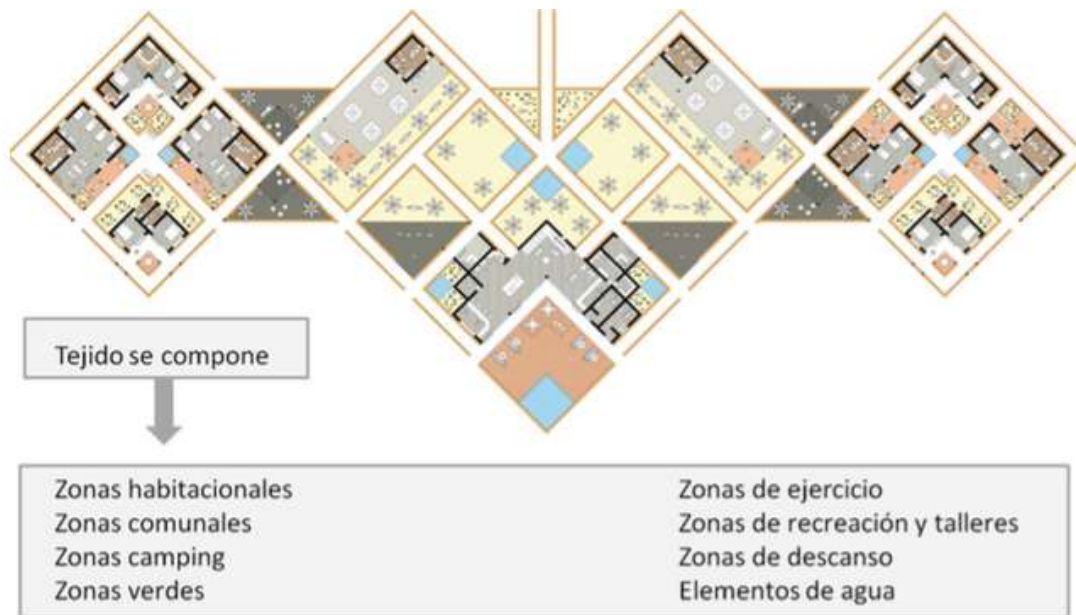 Tejido se compone
Zonas habitacionales
Zonas comunales
Zonas camping
Zonas verdes
Zonas de ejercicio
Zonas de recreación y talleres
Zonas de descanso
Elementos de agua